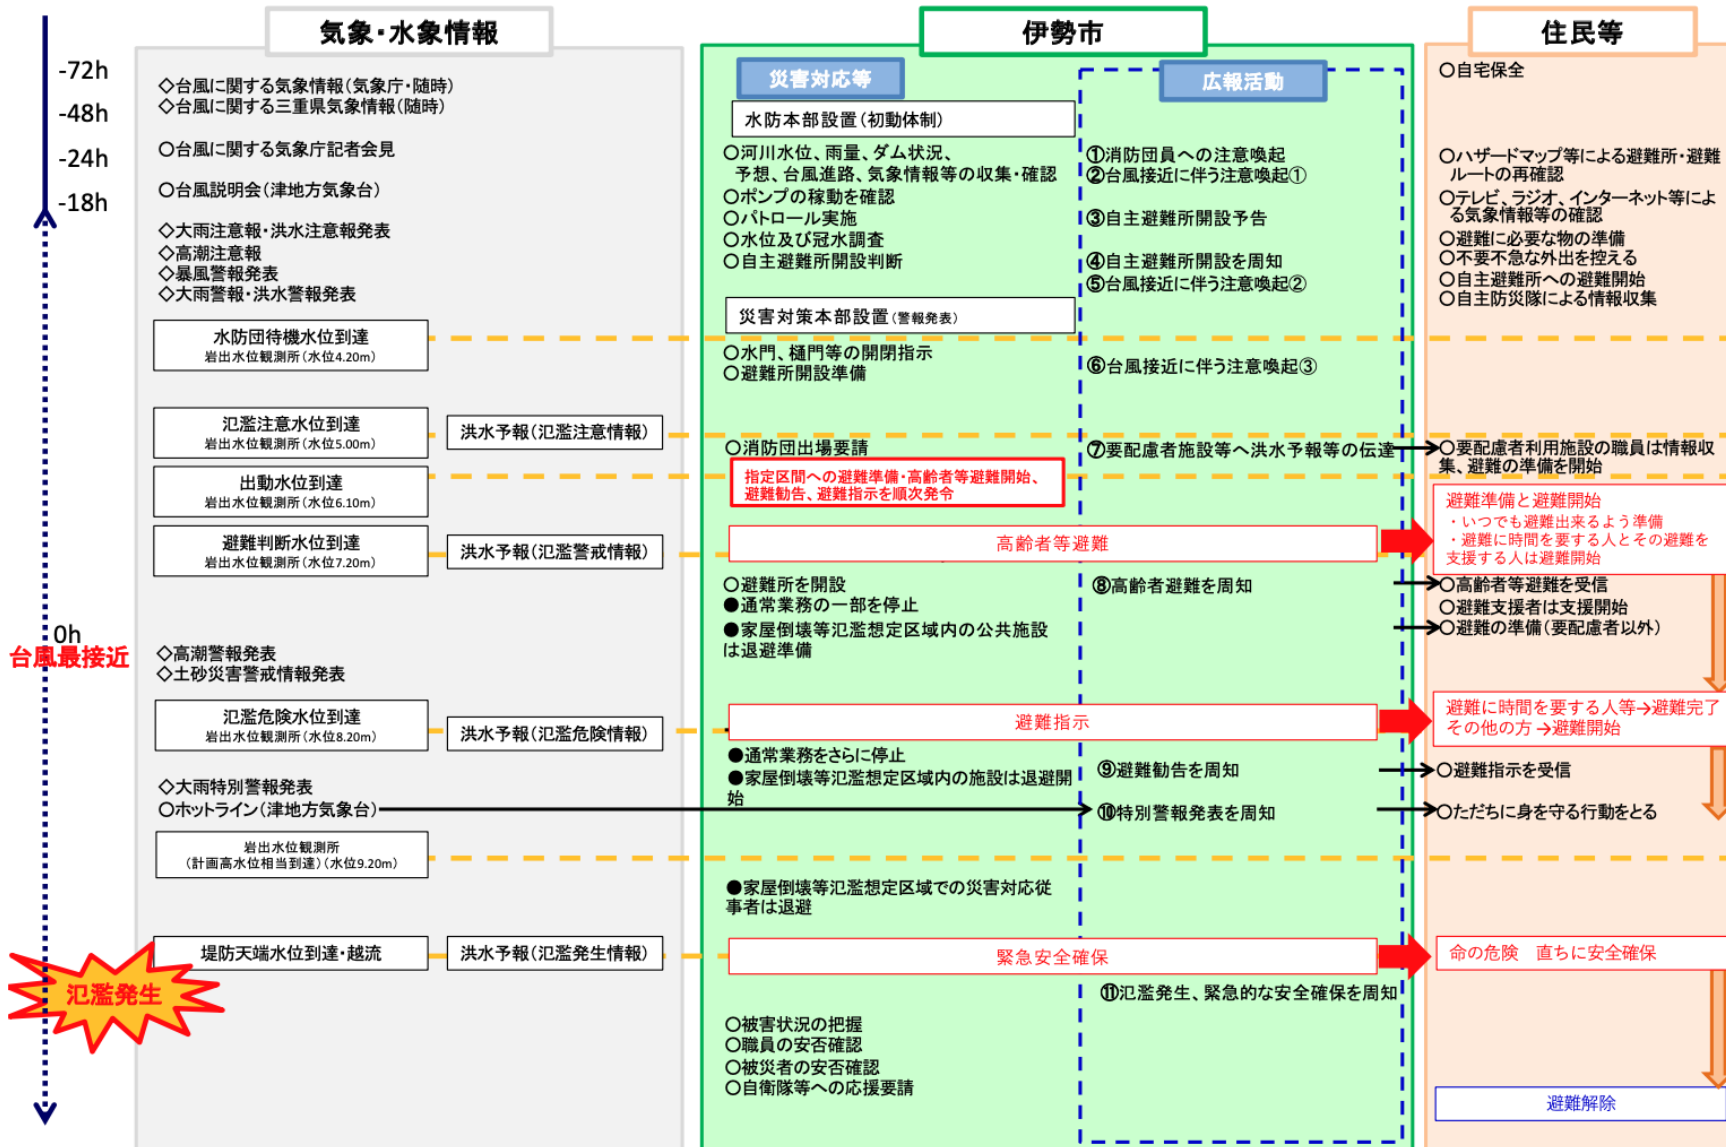 気象・水象情報
伊勢市
住民等
-72h
-48h
-24h
-18h
0h
台風最接近
氾濫発生
◇台風に関する気象情報(気象庁・随時)
◇台風に関する三重県気象情報(随時)
○台風に関する気象庁記者会見
○台風説明会(津地方気象台)
◇大雨注意報・洪水注意報発表
◇高潮注意報
◇暴風警報発表
◇大雨警報・洪水警報発表
水防団待機水位到達
岩出水位観測所(水位4.20m)
氾濫注意水位到達
岩出水位観測所(水位5.00m)
洪水予報(氾濫注意情報)
出動水位到達
岩出水位観測所(水位6.10m)
避難判断水位到達
岩出水位観測所(水位7.20m)
洪水予報(氾濫警戒情報)
◇高潮警報発表
◇土砂災害警戒情報発表
氾濫危険水位到達
岩出水位観測所(水位8.20m)
洪水予報(氾濫危険情報)
◇大雨特別警報発表
○ホットライン(津地方気象台)
岩出水位観測所
(計画高水位相当到達)(水位9.20m)
堤防天端水位到達・越流
洪水予報(氾濫発生情報)
災害対応等
水防本部設置(初動体制)
○河川水位、雨量、ダム状況、
予想、台風進路、気象情報等の収集・確認
○ポンプの稼動を確認
○パトロール実施
○水位及び冠水調査
○自主避難所開設判断
災害対策本部設置(警報発表)
○水門、樋門等の開閉指示
○避難所開設準備
○消防団出場要請
指定区間への避難準備・高齢者等避難開始、
避難勧告、避難指示を順次発令
高齢者等避難
○避難所を開設
●通常業務の一部を停止
●家屋倒壊等氾濫想定区域内の公共施設
は退避準備
避難指示
●通常業務をさらに停止
●家屋倒壊等氾濫想定区域内の施設は退避開
始
●家屋倒壊等氾濫想定区域での災害対応従
事者は退避
緊急安全確保
○被害状況の把握
○職員の安否確認
○被災者の安否確認
○自衛隊等への応援要請
広報活動
①消防団員への注意喚起
②台風接近に伴う注意喚起①
③自主避難所開設予告
④自主避難所開設を周知
⑤台風接近に伴う注意喚起②
⑥台風接近に伴う注意喚起③
⑦要配慮者施設等へ洪水予報等の伝達
⑧高齢者避難を周知
⑨避難勧告を周知
⑩特別警報発表を周知
⑪氾濫発生、緊急的な安全確保を周知
○自宅保全
○ハザードマップ等による避難所・避難
ルートの再確認
○テレビ、ラジオ、インターネット等によ
る気象情報等の確認
○避難に必要な物の準備
○不要不急な外出を控える
○自主避難所への避難開始
○自主防災隊による情報収集
○要配慮者利用施設の職員は情報収
集、避難の準備を開始
避難準備と避難開始
・いつでも避難出来るよう準備
・避難に時間を要する人とその避難を
支援する人は避難開始
○高齢者等避難を受信
○避難支援者は支援開始
○避難の準備(要配慮者以外)
避難に時間を要する人等→避難完了
その他の方→避難開始
○避難指示を受信
○ただちに身を守る行動をとる
命の危険　直ちに安全確保
避難解除